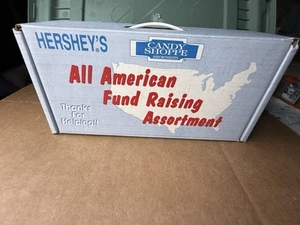 HERSHEY'S
CANDY
SHOPPE
All American
Fund Raising
Assortment
Thanks
For
Helping!!